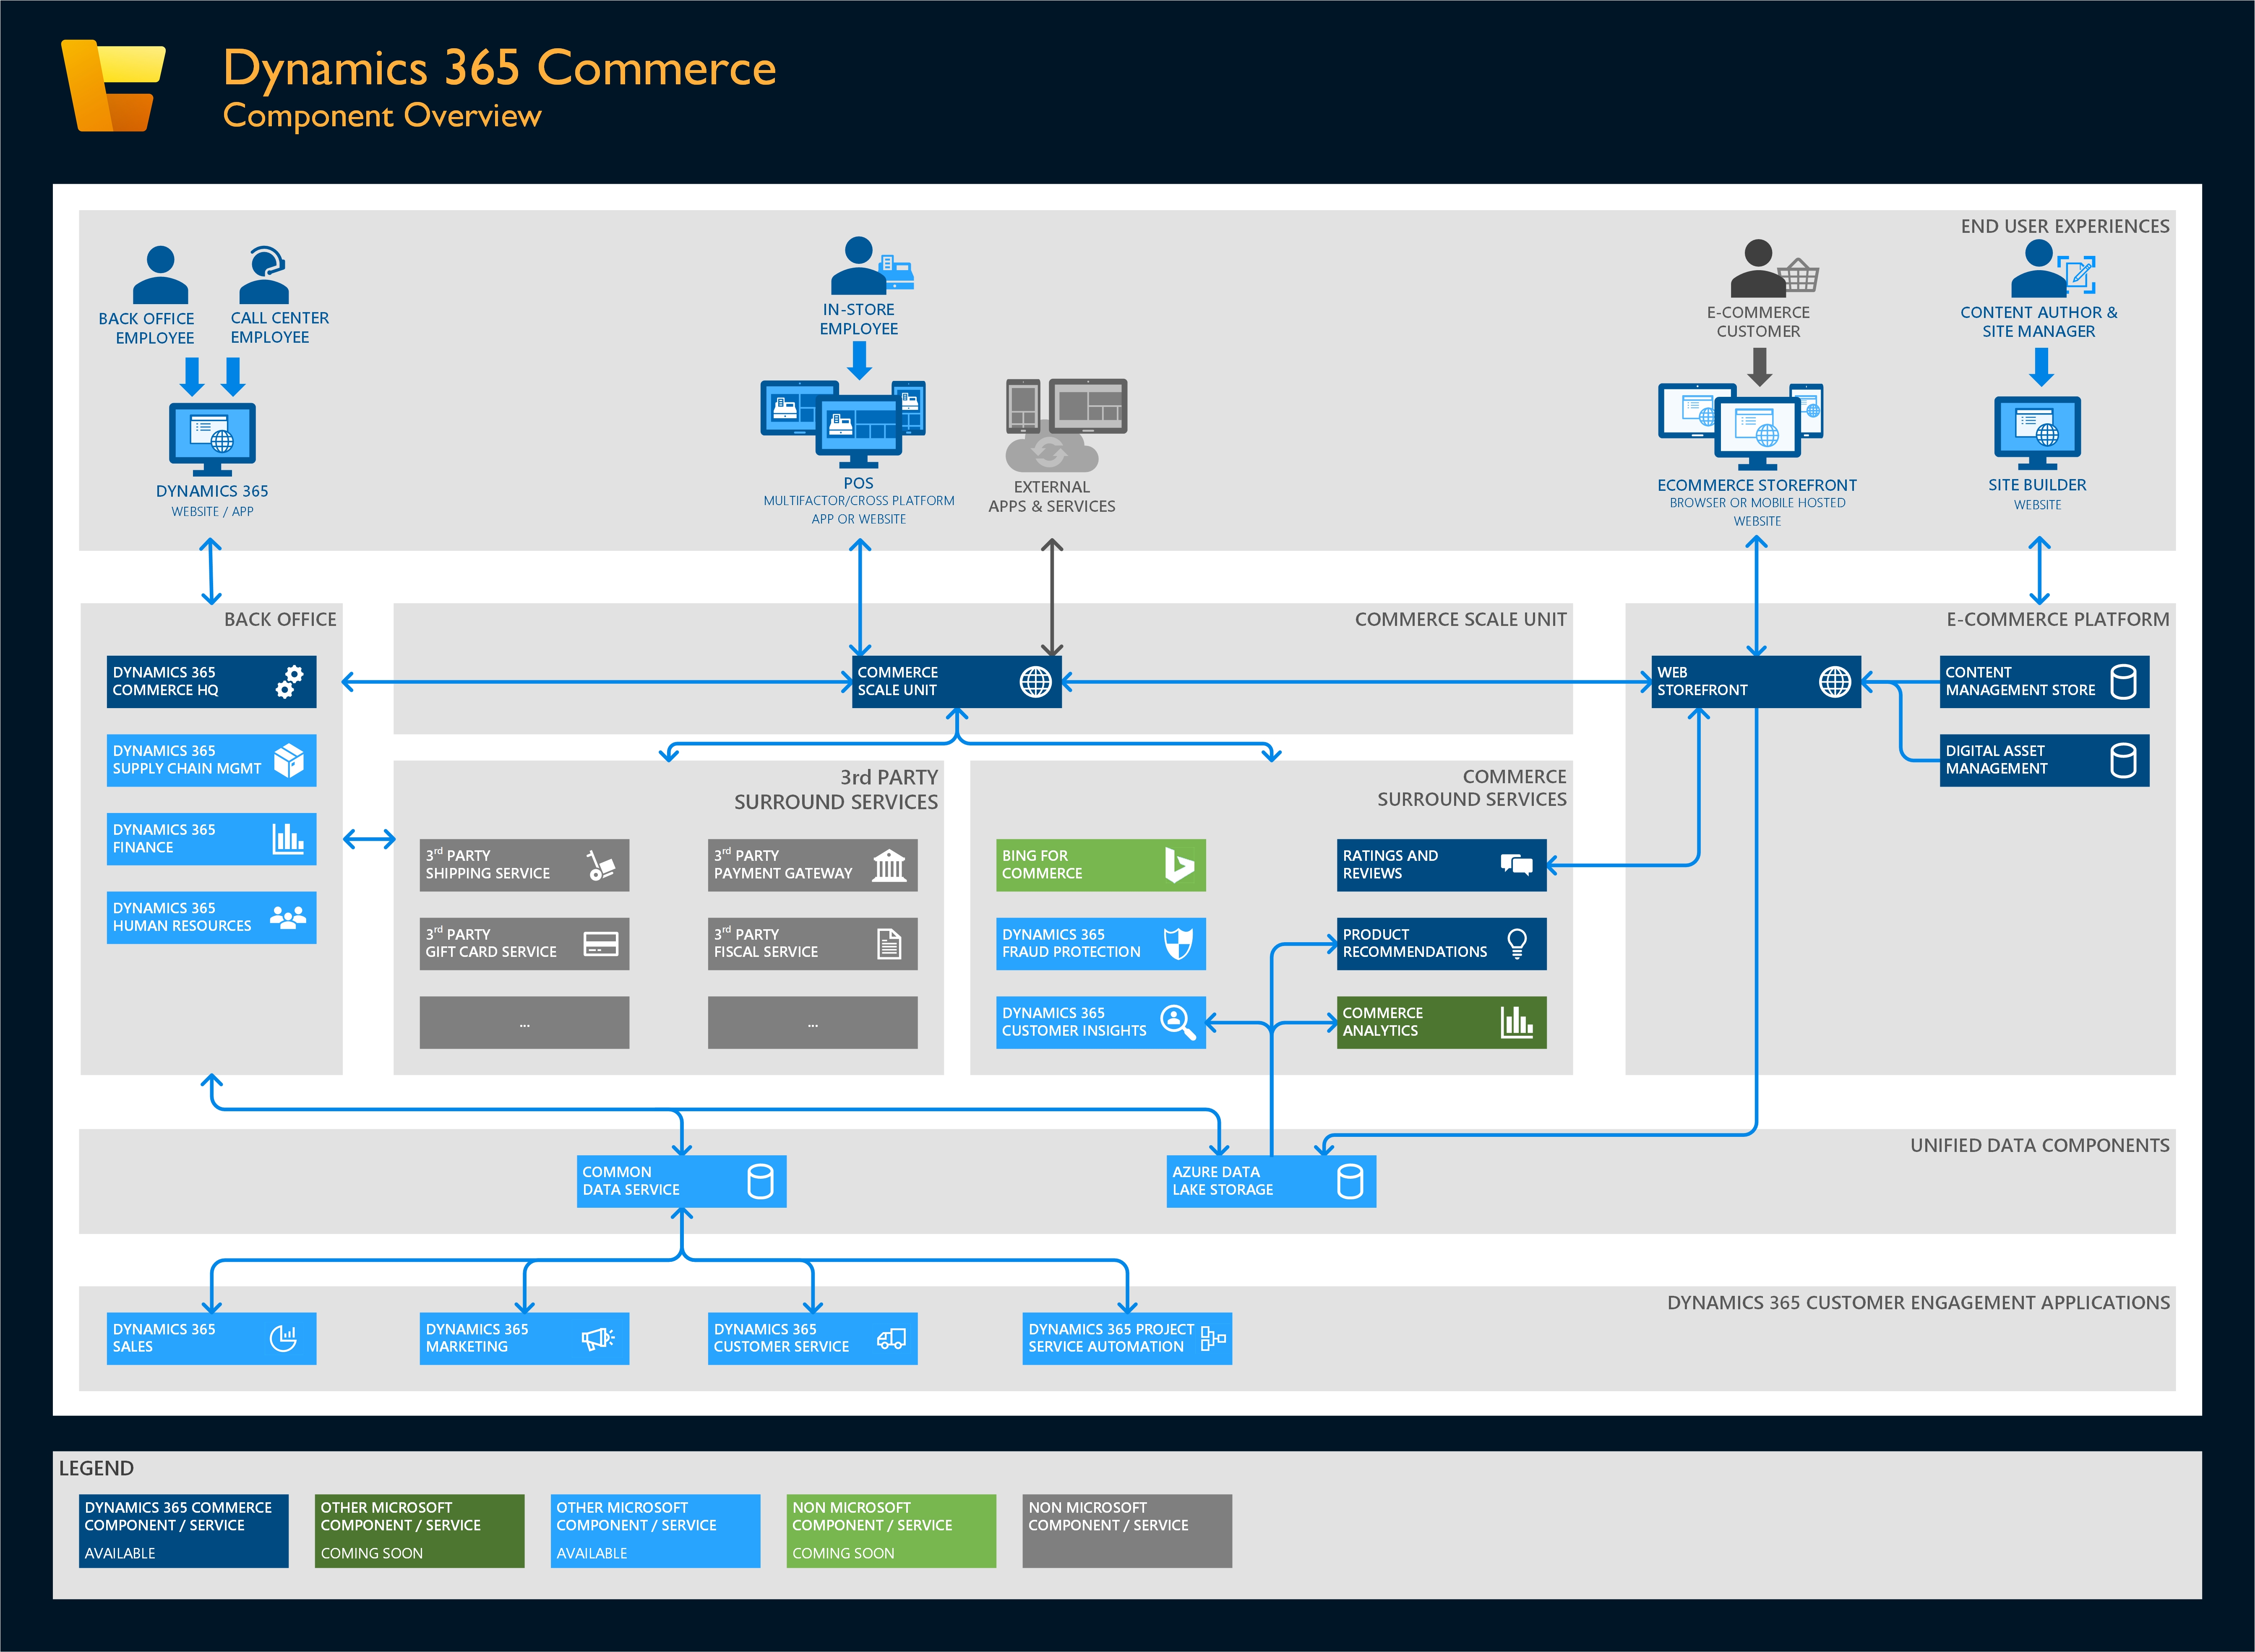 Dynamics 365 Commerce
Component Overview
END USER EXPERIENCES
BACK OFFICE
EMPLOYEE
CALL CENTER
EMPLOYEE
IN-STORE
EMPLOYEE
E-COMMERCE
CUSTOMER
CONTENT AUTHOR &
SITE MANAGER
DYNAMICS 365
WEBSITE / APP
POS
MULTIFACTOR/CROSS PLATFORM
APP OR WEBSITE
EXTERNAL
APPS & SERVICES
ECOMMERCE STOREFRONT
BROWSER OR MOBILE HOSTED
WEBSITE
SITE BUILDER
WEBSITE
BACK OFFICE
DYNAMICS 365
COMMERCE HQ
DYNAMICS 365
SUPPLY CHAIN MGMT
DYNAMICS 365
FINANCE
DYNAMICS 365
HUMAN RESOURCES
COMMERCE SCALE UNIT
COMMERCE
SCALE UNIT
E-COMMERCE PLATFORM
WEB
STOREFRONT
CONTENT
MANAGEMENT STORE
DIGITAL ASSET
MANAGEMENT
3rd PARTY
SURROUND SERVICES
3rd PARTY
SHIPPING SERVICE
3rd PARTY
PAYMENT GATEWAY
3rd PARTY
GIFT CARD SERVICE
3rd PARTY
FISCAL SERVICE
...
...
COMMERCE
SURROUND SERVICES
BING FOR
COMMERCE
RATINGS AND
REVIEWS
DYNAMICS 365
FRAUD PROTECTION
PRODUCT
RECOMMENDATIONS
DYNAMICS 365
CUSTOMER INSIGHTS
COMMERCE
ANALYTICS
UNIFIED DATA COMPONENTS
COMMON
DATA SERVICE
AZURE DATA
LAKE STORAGE
DYNAMICS 365 CUSTOMER ENGAGEMENT APPLICATIONS
DYNAMICS 365
SALES
DYNAMICS 365
MARKETING
DYNAMICS 365
CUSTOMER SERVICE
DYNAMICS 365 PROJECT
SERVICE AUTOMATION
LEGEND
DYNAMICS 365 COMMERCE
COMPONENT / SERVICE
AVAILABLE
OTHER MICROSOFT
COMPONENT / SERVICE
COMING SOON
OTHER MICROSOFT
COMPONENT / SERVICE
AVAILABLE
NON MICROSOFT
COMPONENT / SERVICE
COMING SOON
NON MICROSOFT
COMPONENT / SERVICE